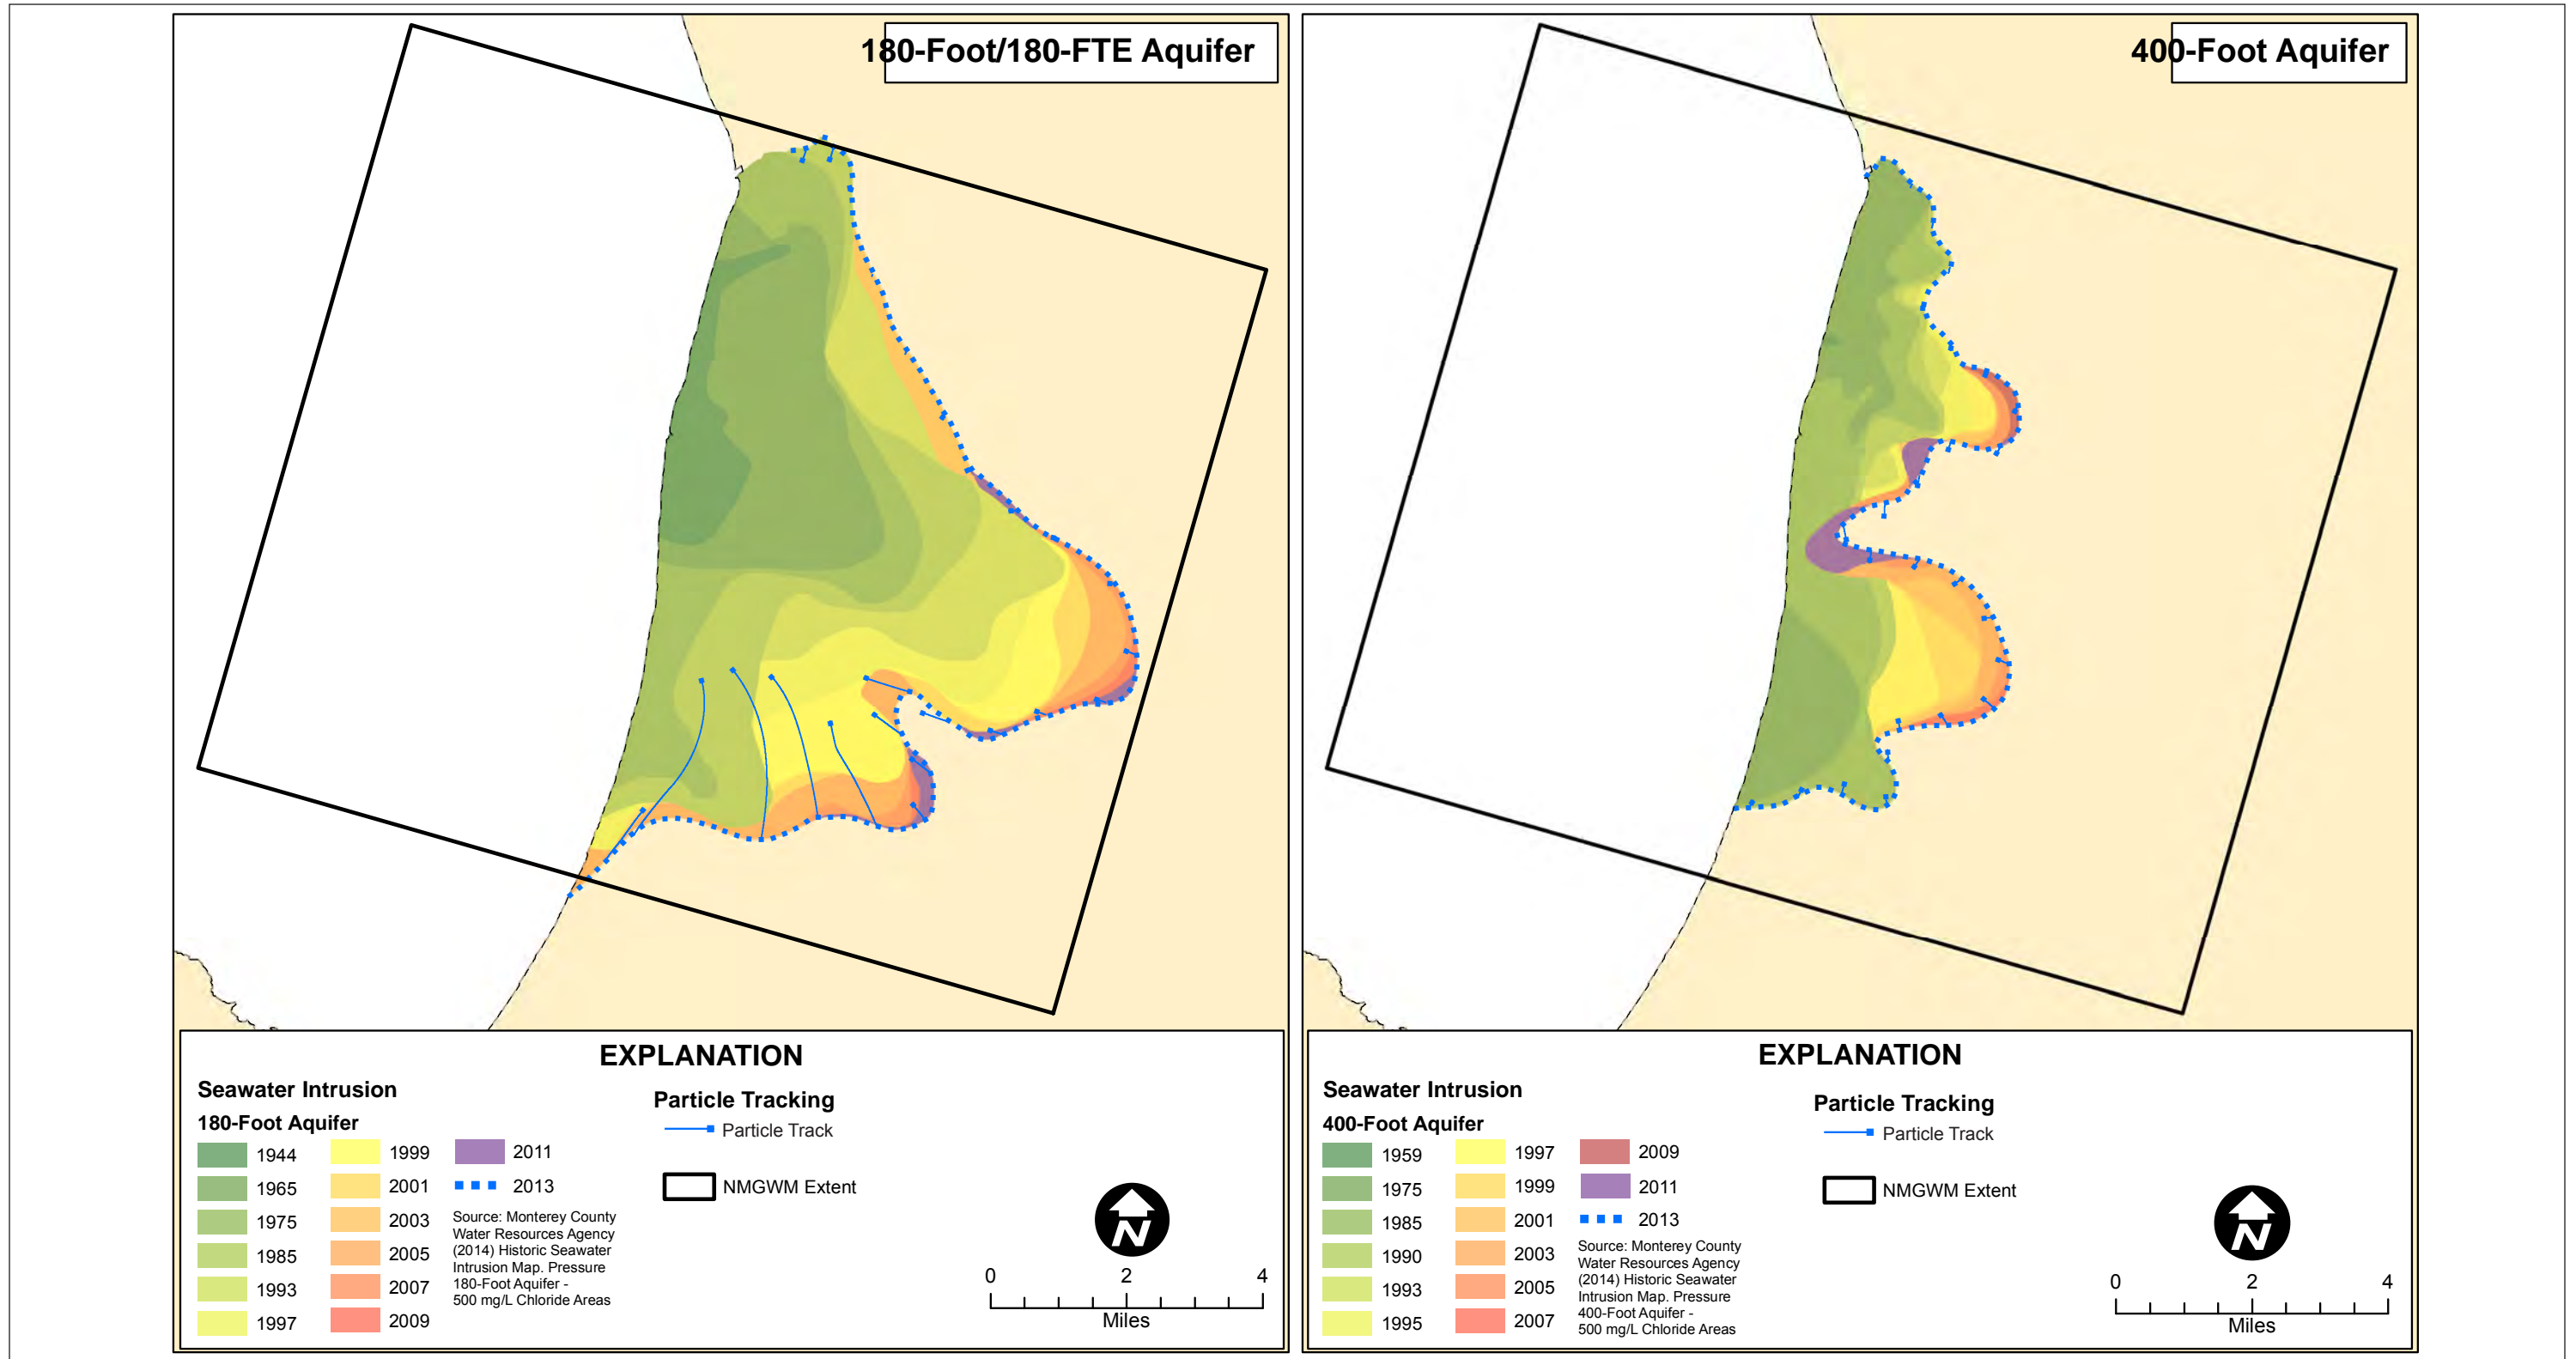 180-Foot/180-FTE Aquifer
EXPLANATION
Seawater Intrusion
180-Foot Aquifer
1944
1965
1975
1985
1993
1997
1999
2001
2003
2005
2007
2009
2011
2013
Source: Monterey County
Water Resources Agency
(2014) Historic Seawater
Intrusion Map. Pressure
180-Foot Aquifer -
500 mg/L Chloride Areas
Particle Tracking
Particle Track
NMGWM Extent
N
0 2 4
Miles
400-Foot Aquifer
EXPLANATION
Seawater Intrusion
400-Foot Aquifer
1959
1975
1985
1990
1993
1995
1997
1999
2001
2003
2005
2007
2009
2011
2013
Source: Monterey County
Water Resources Agency
(2014) Historic Seawater
Intrusion Map. Pressure
400-Foot Aquifer -
500 mg/L Chloride Areas
Particle Tracking
Particle Track
NMGWM Extent
N
0 2 4
Miles